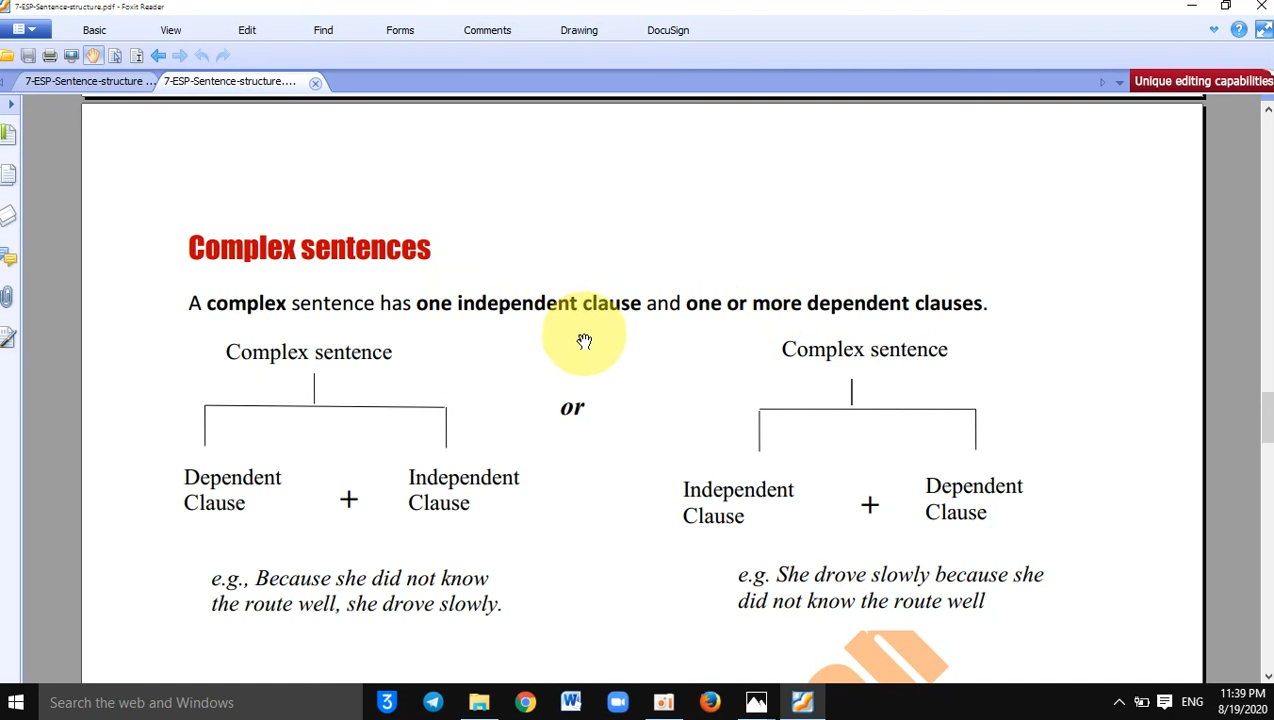 7-ESP-Sentence-structure.pdf - Foxit Reader
Basic View Edit Find Forms Comments Drawing DocuSign
7-ESP-Sentence-structure ... 7-ESP-Sentence-structure.... Unique editing capabilities
Complex sentences
A complex sentence has one independent clause and one or more dependent clauses.
Complex sentence
or
Complex sentence
Dependent
Clause
+
Independent
Clause
Independent
Clause
+
Dependent
Clause
e.g., Because she did not know
the route well, she drove slowly.
e.g. She drove slowly because she
did not know the route well
Search the web and Windows
ENG
11:39 PM
8/19/2020